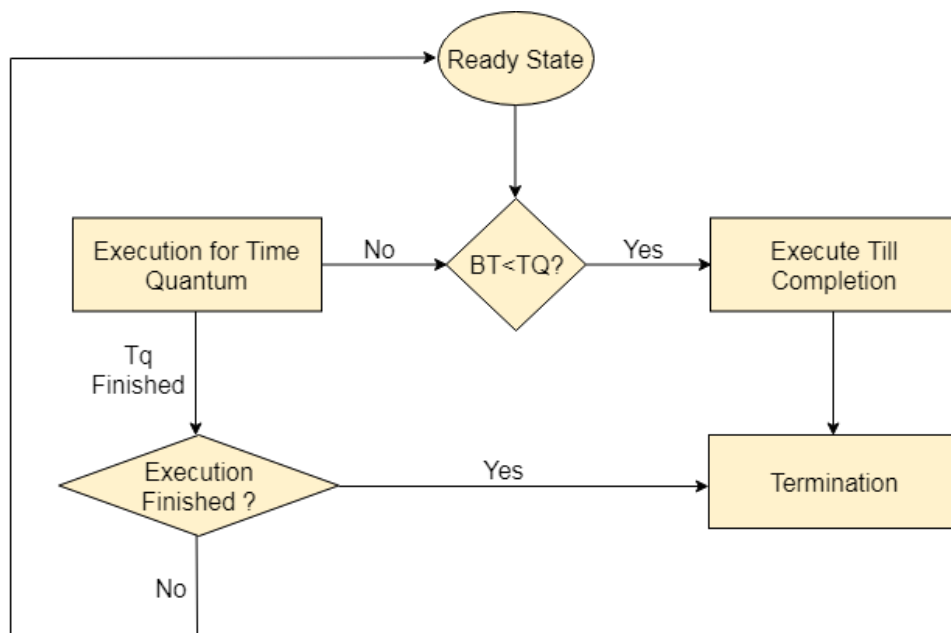 Ready State
Execution for Time
Quantum
No
BT<TQ?
Yes
Execute Till
Completion
Tq
Finished
Execution
Finished ?
Yes
Termination
No